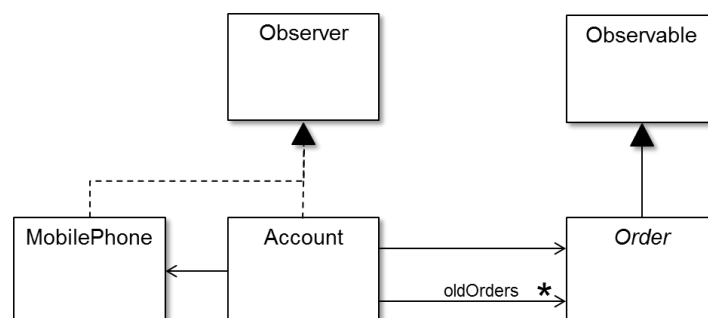 Observer
Observable
MobilePhone
Account
Order
oldOrders *